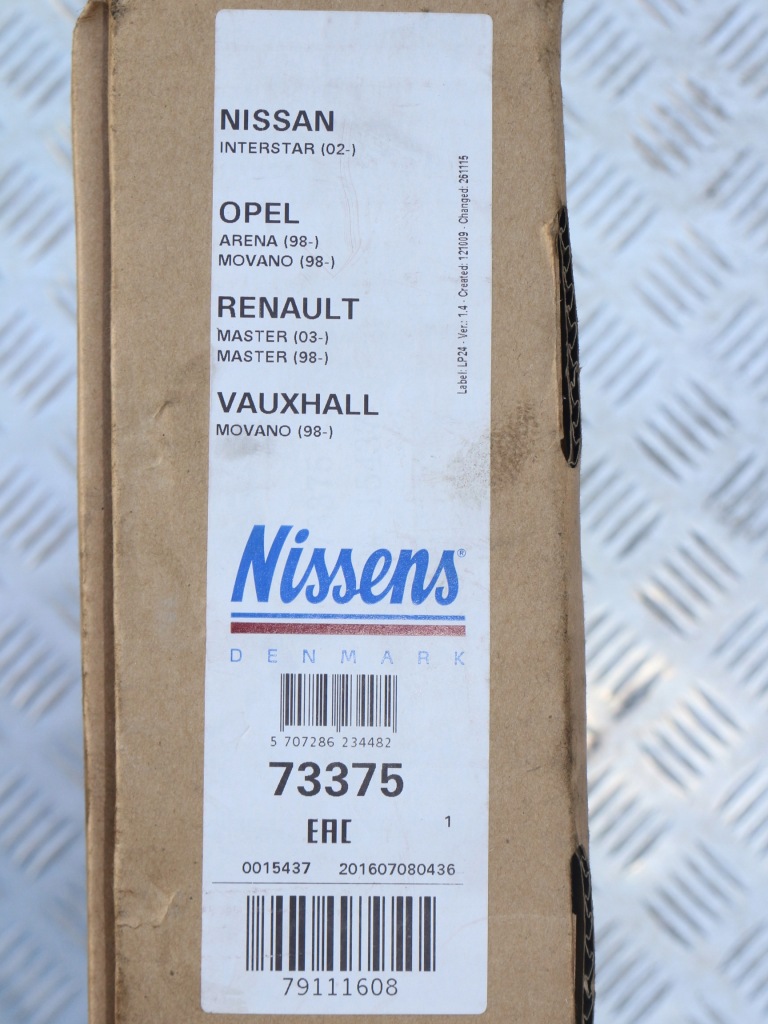 NISSAN
INTERSTAR (02-)
OPEL
ARENA (98-)
MOVANO (98-)
RENAULT
MASTER (03-)
MASTER (98-)
VAUXHALL
MOVANO (98-)
Label: LP24 - Ver.: 1.4 - Created: 121009 - Changed: 261115
Nissens®
DENMARK
5 707286 234482
73375
EAC 1
0015437 201607080436
79111608